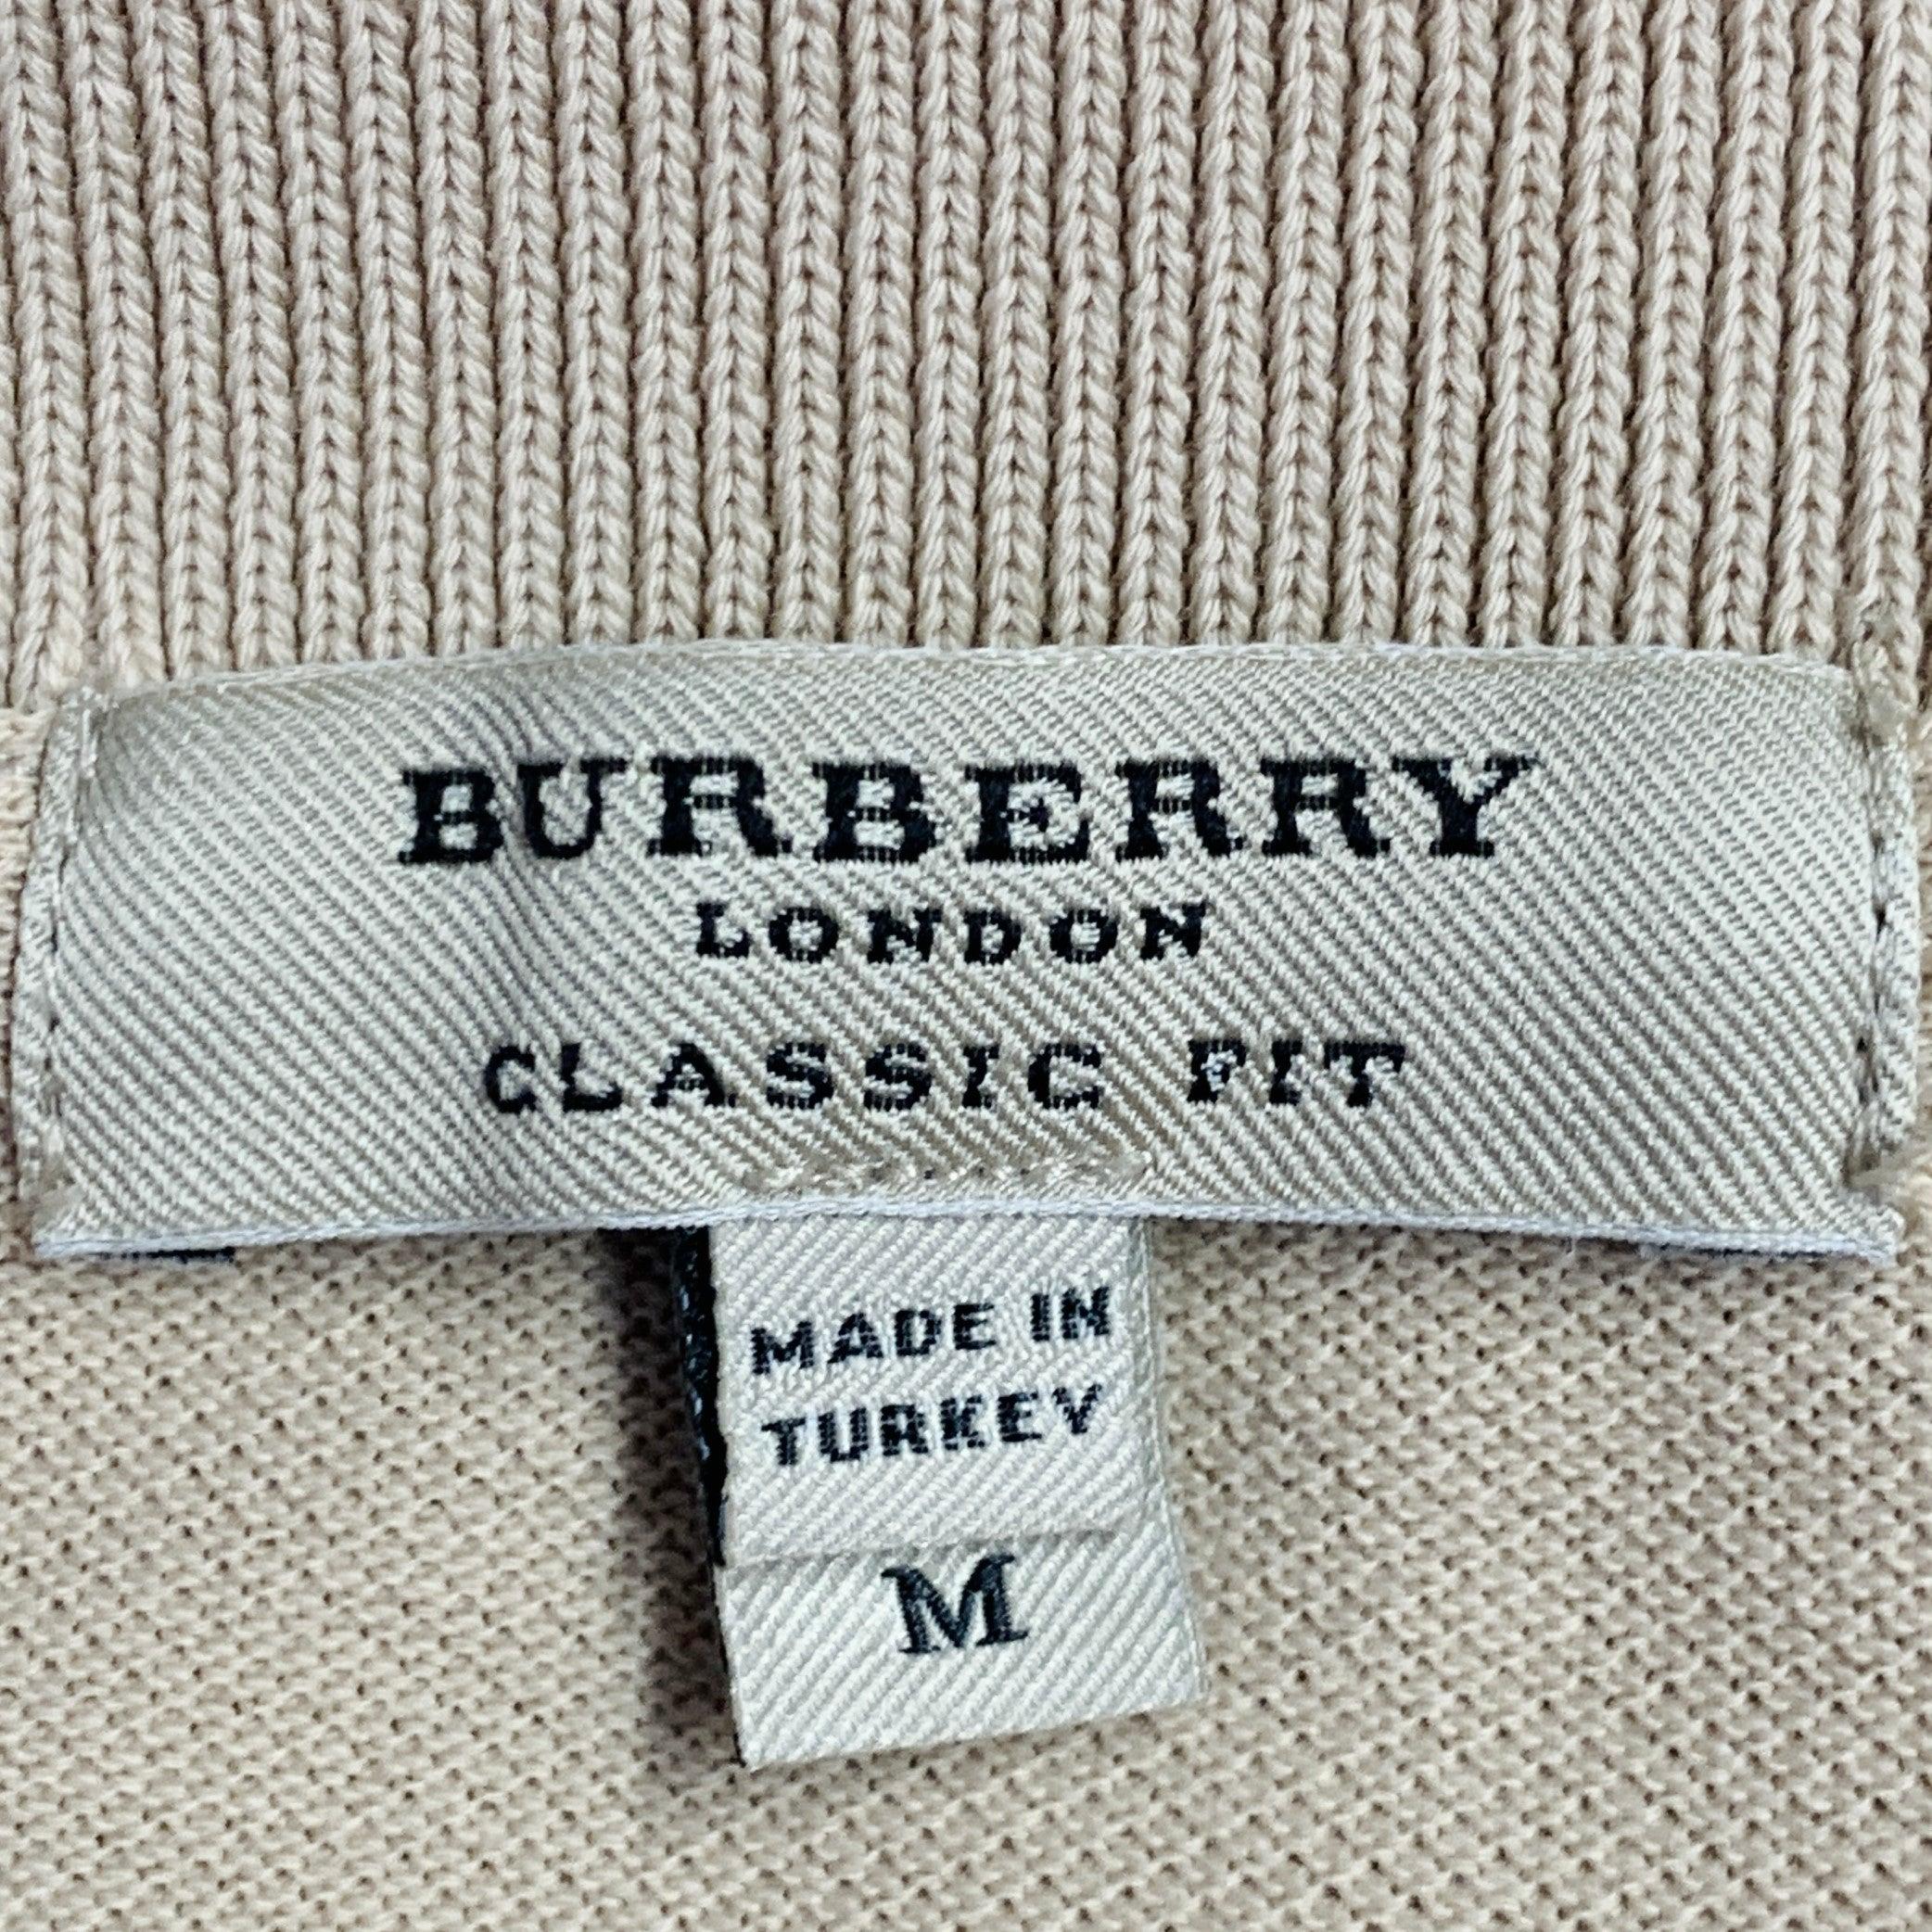 BURBERRY
LONDON
CLASSIC FIT
MADE IN
TURKEY
M